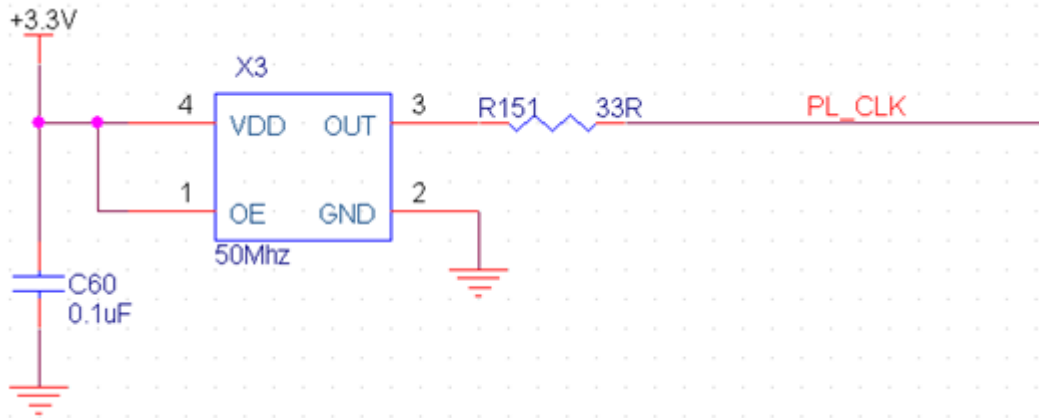 +3.3V
X3
4
VDD
OUT
3
R151
33R
PL_CLK
1
OE
GND
2
50Mhz
C60
0.1uF